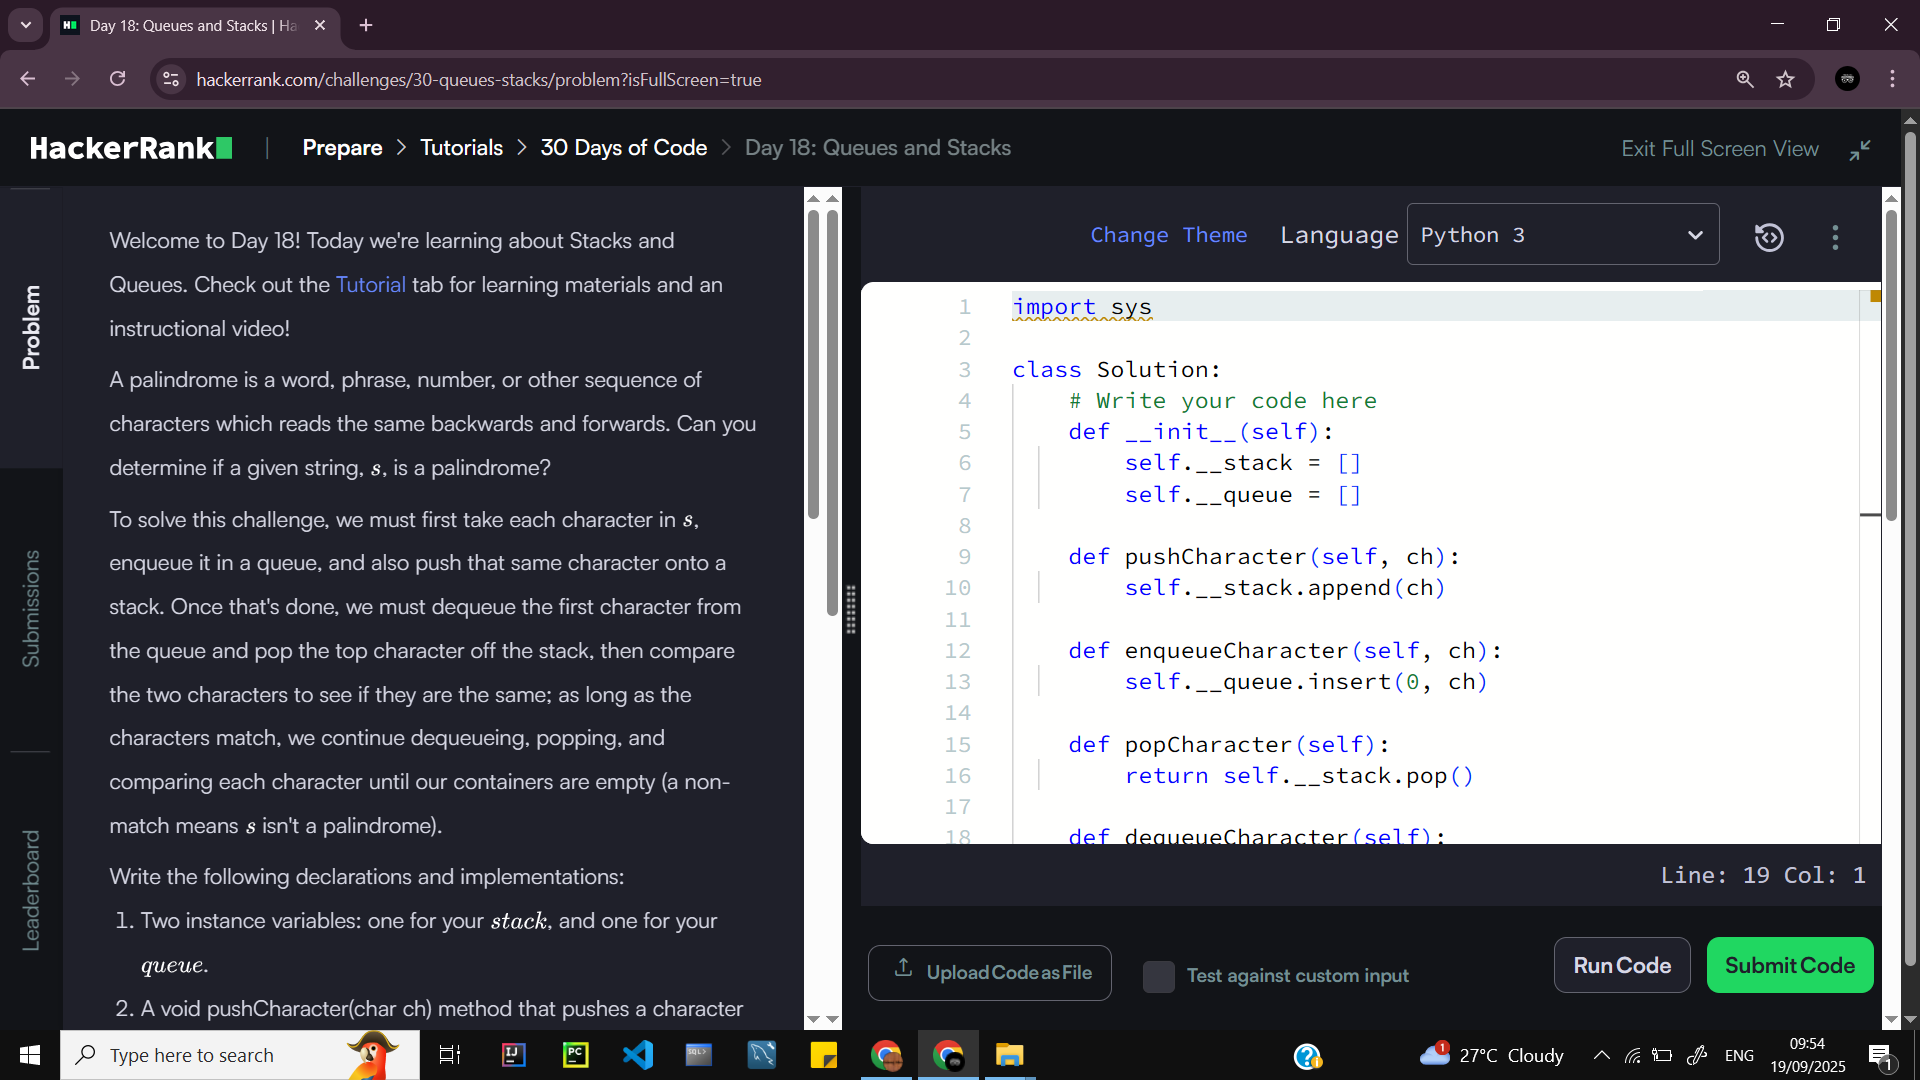 Day 18: Queues and Stacks | Ha
hackerrank.com/challenges/30-queues-stacks/problem?isFullScreen=true
HackerRank | Prepare > Tutorials > 30 Days of Code > Day 18: Queues and Stacks
Exit Full Screen View
Problem
Submissions
Leaderboard
Welcome to Day 18! Today we're learning about Stacks and
Queues. Check out the Tutorial tab for learning materials and an
instructional video!
A palindrome is a word, phrase, number, or other sequence of
characters which reads the same backwards and forwards. Can you
determine if a given string, s, is a palindrome?
To solve this challenge, we must first take each character in s,
enqueue it in a queue, and also push that same character onto a
stack. Once that's done, we must dequeue the first character from
the queue and pop the top character off the stack, then compare
the two characters to see if they are the same; as long as the
characters match, we continue dequeueing, popping, and
comparing each character until our containers are empty (a non-
match means s isn't a palindrome).
Write the following declarations and implementations:
1. Two instance variables: one for your stack, and one for your
queue.
2. A void pushCharacter(char ch) method that pushes a character
Change Theme Language Python 3
1 import sys
2
3 class Solution:
4     # Write your code here
5     def __init__(self):
6         self.__stack = []
7         self.__queue = []
8
9     def pushCharacter(self, ch):
10         self.__stack.append(ch)
11
12     def enqueueCharacter(self, ch):
13         self.__queue.insert(0, ch)
14
15     def popCharacter(self):
16         return self.__stack.pop()
17
18     def dequeueCharacter(self):
Line: 19 Col: 1
Upload Code as File
Test against custom input
Run Code
Submit Code
Type here to search
IJ
PC
SQL>
1
27°C Cloudy
ENG
09:54
19/09/2025
1